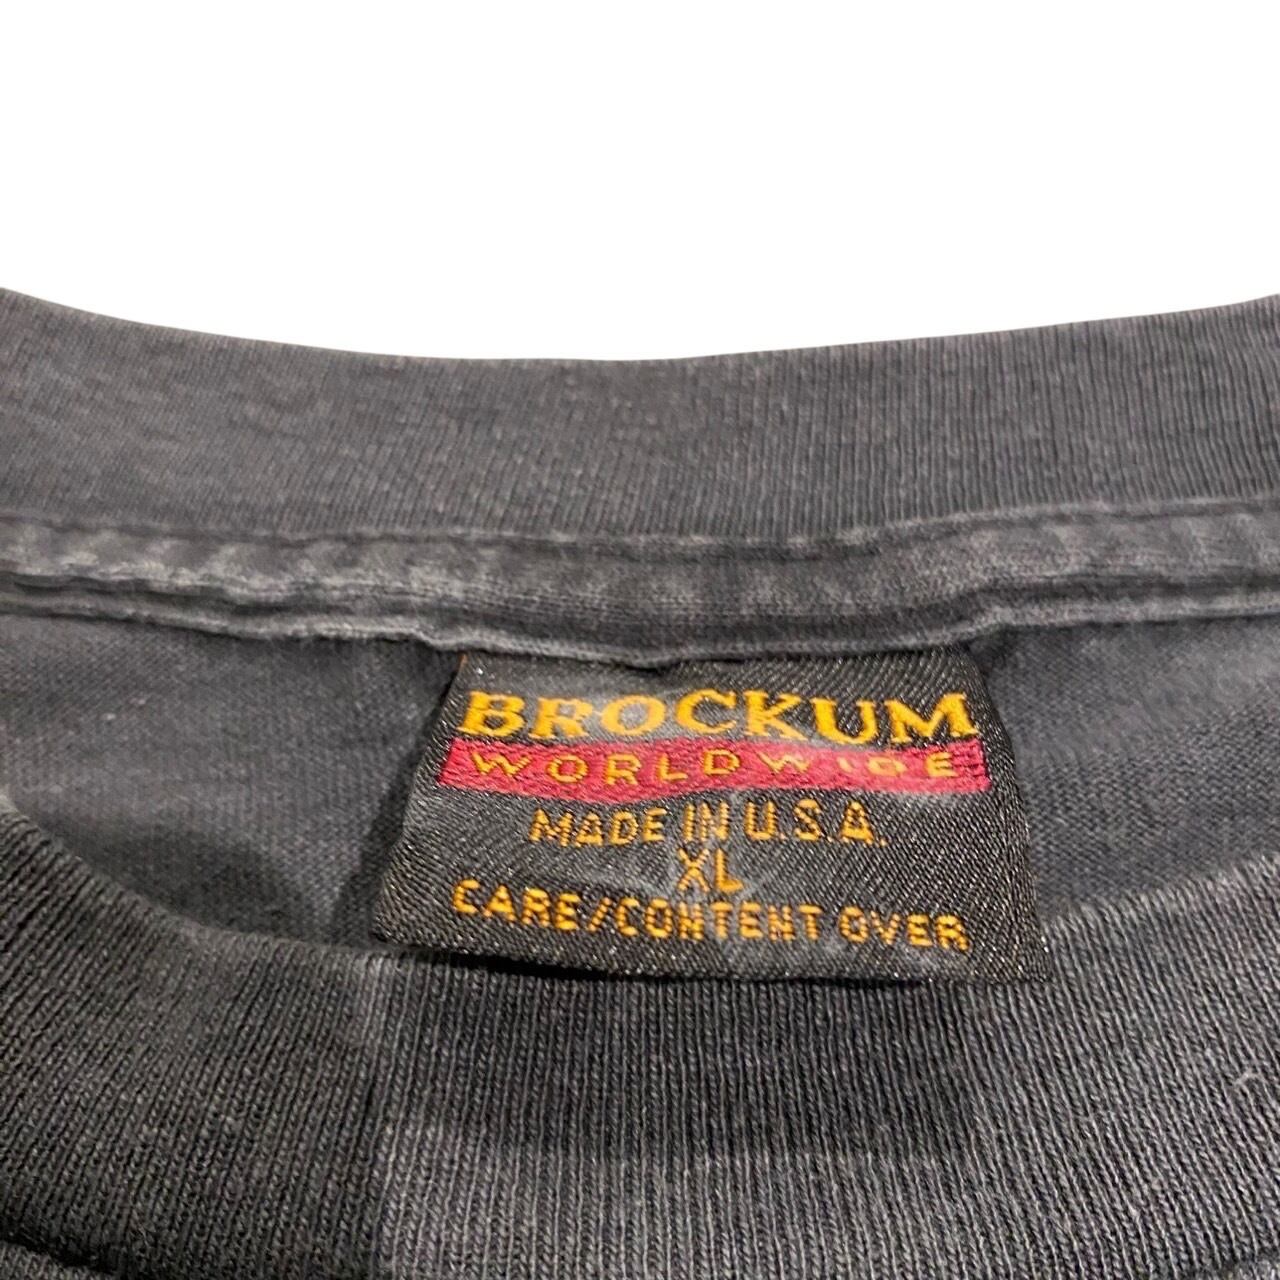 BROCKUM
WORLDWIDE
MADE IN U.S.A.
XL
CARE/CONTENT OVER